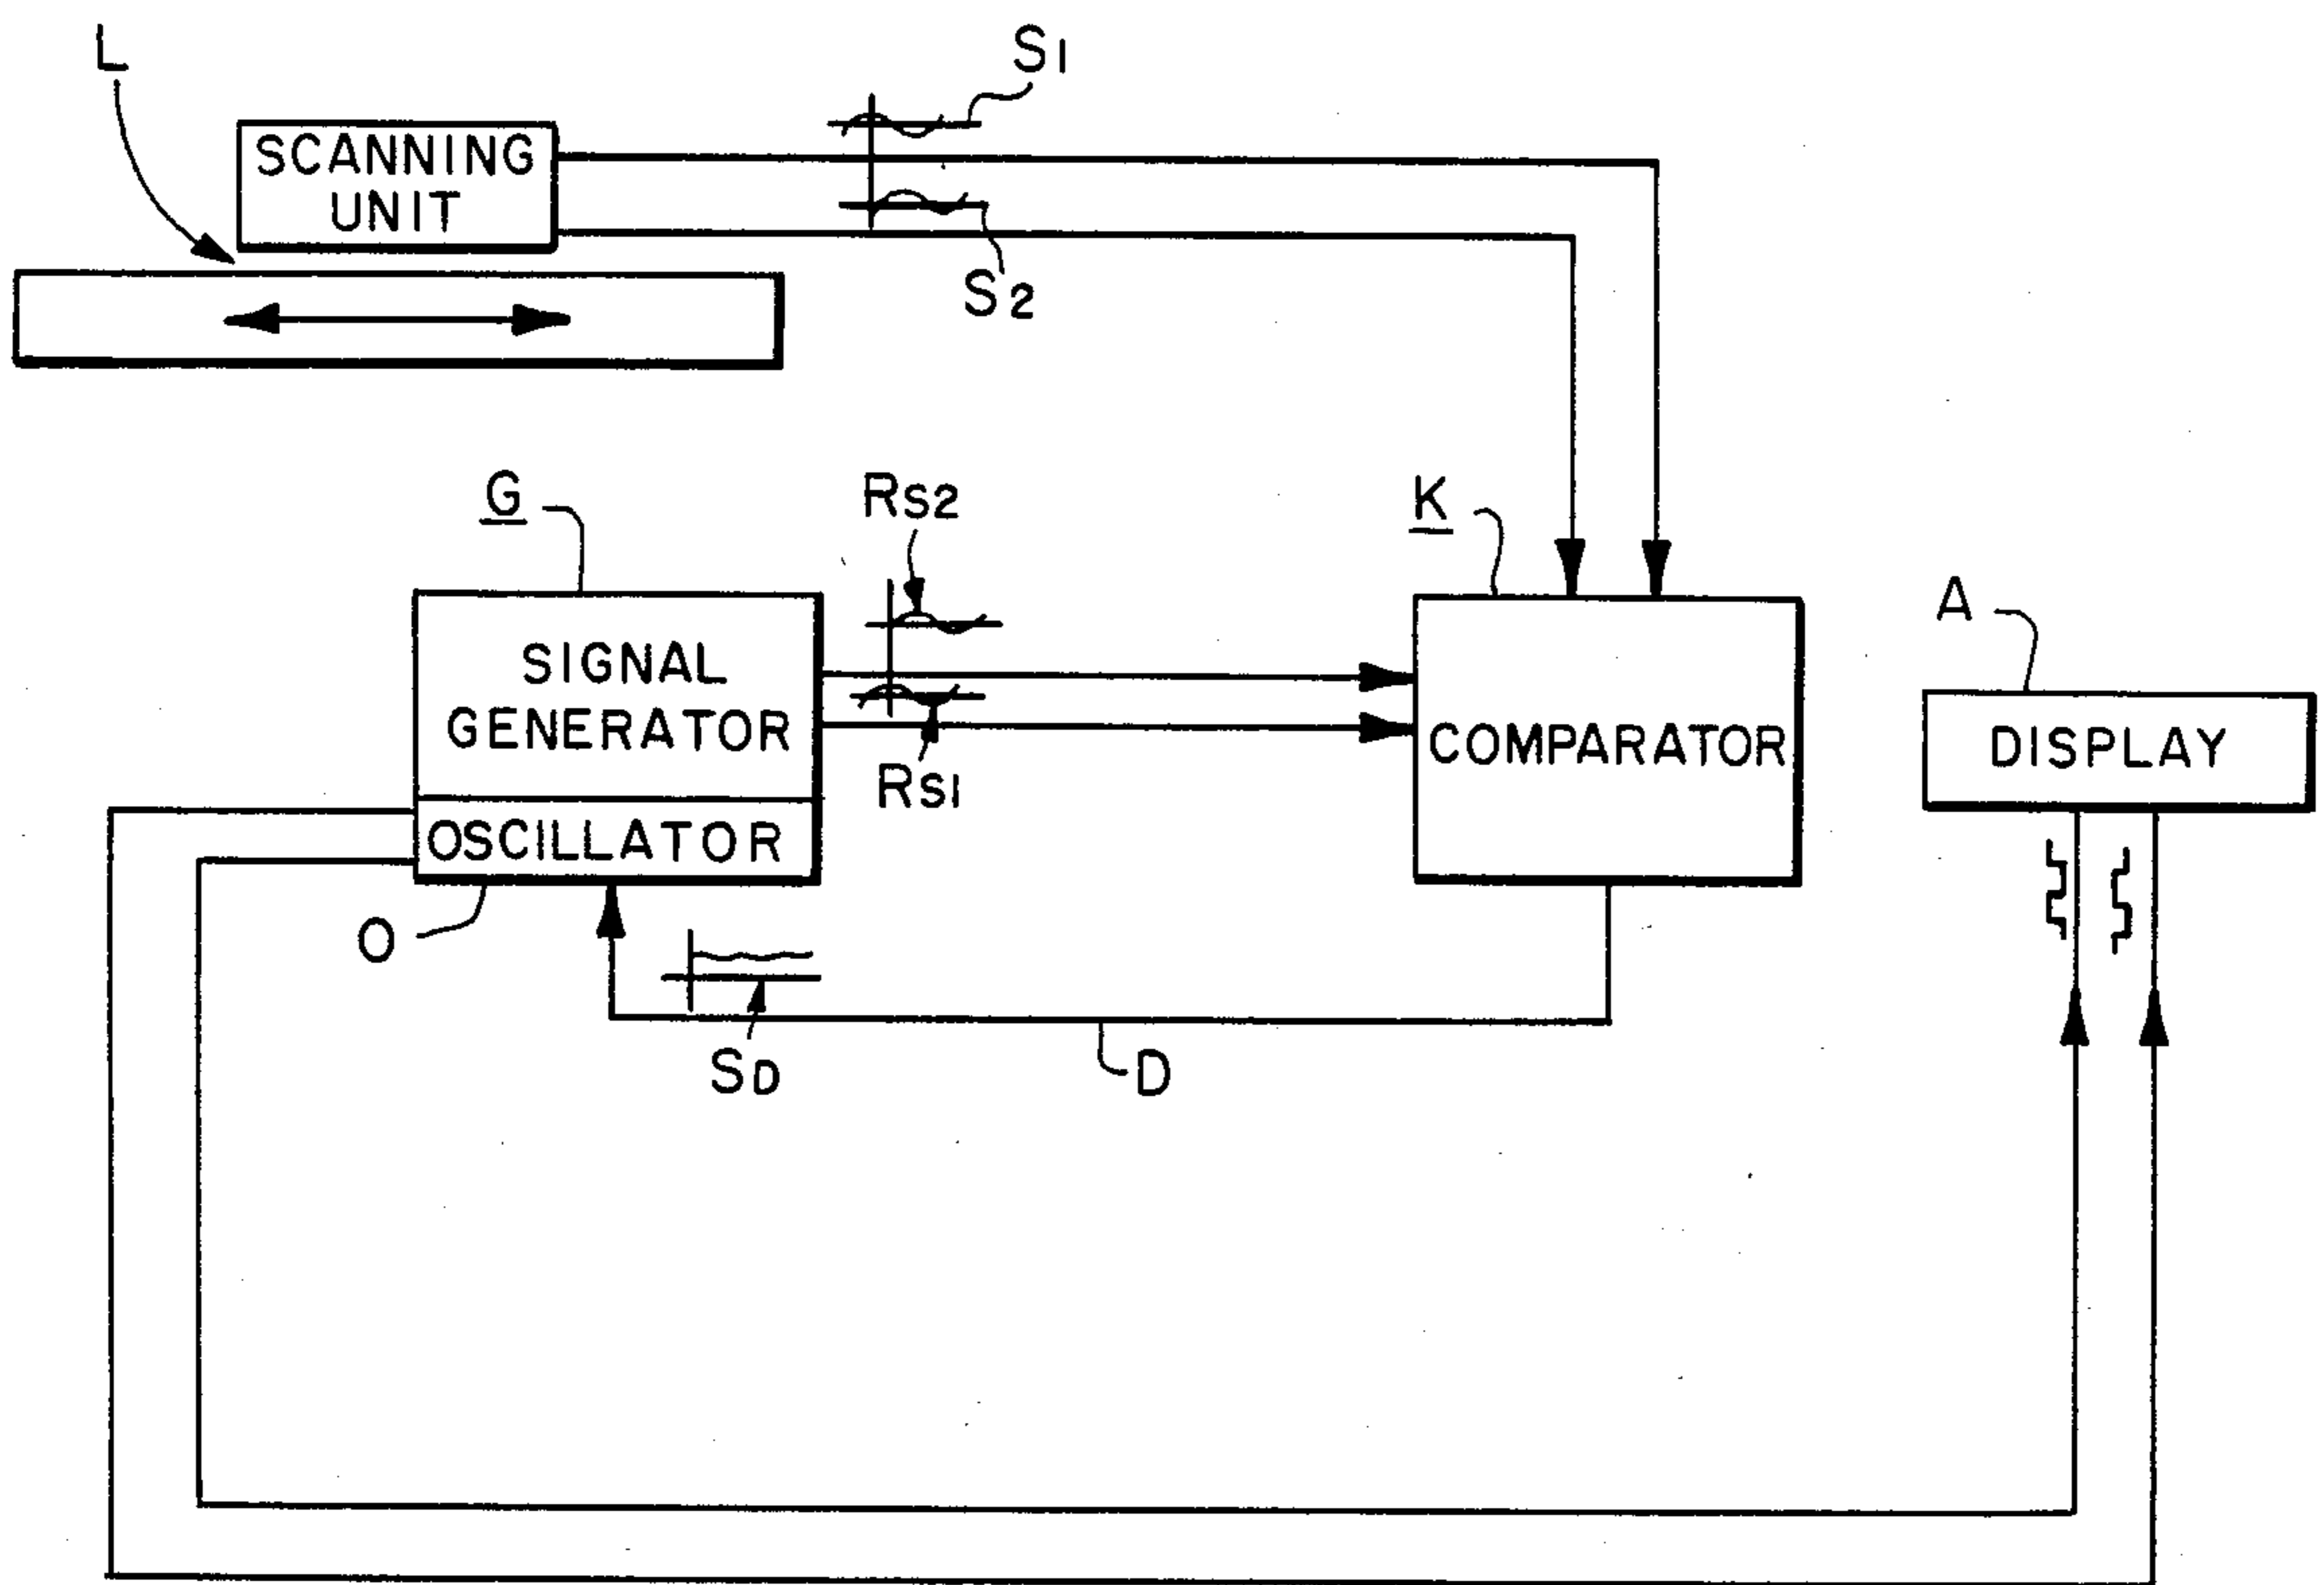 L
S1
SCANNING
UNIT
S2
G
RS2
K
A
SIGNAL
GENERATOR
COMPARATOR
DISPLAY
RS1
OSCILLATOR
O
SD
D